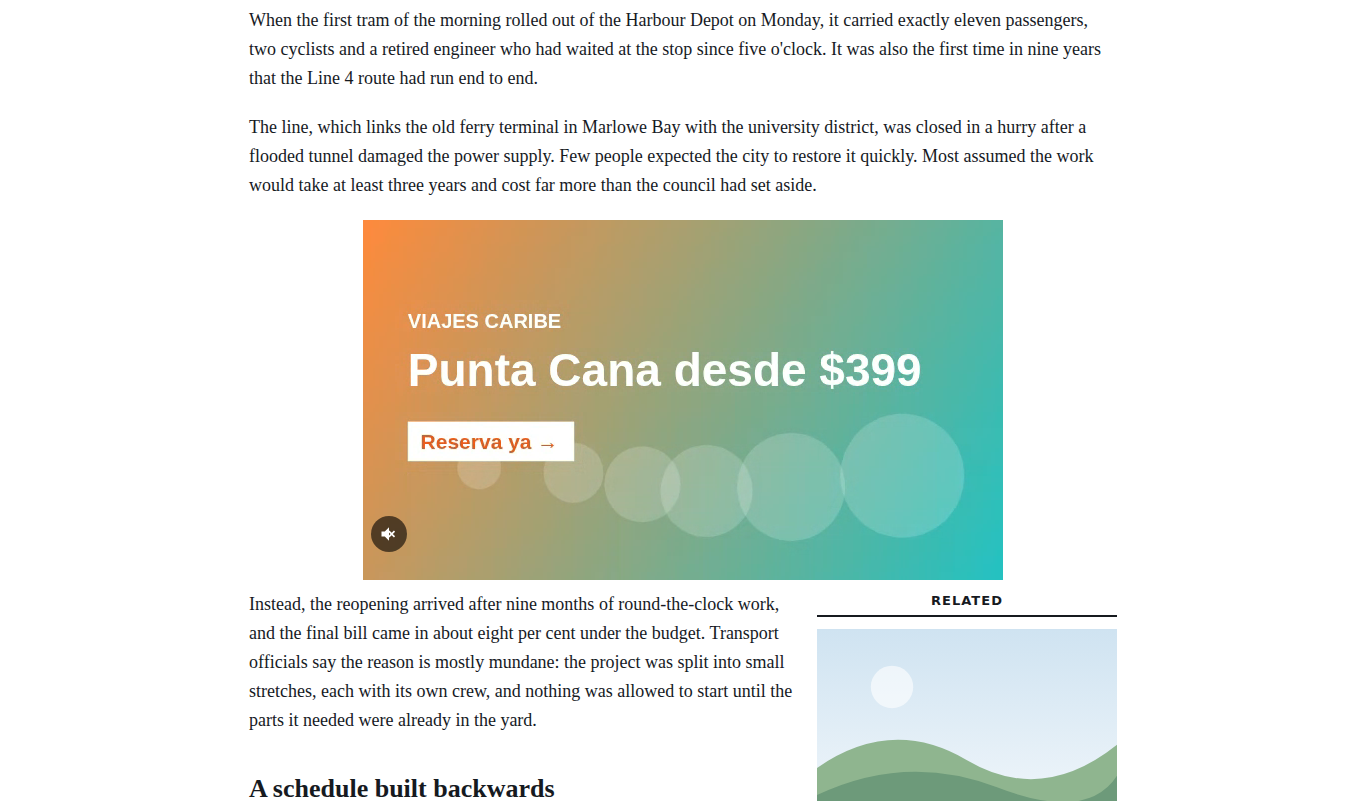 When the first tram of the morning rolled out of the Harbour Depot on Monday, it carried exactly eleven passengers,
two cyclists and a retired engineer who had waited at the stop since five o'clock. It was also the first time in nine years
that the Line 4 route had run end to end.
The line, which links the old ferry terminal in Marlowe Bay with the university district, was closed in a hurry after a
flooded tunnel damaged the power supply. Few people expected the city to restore it quickly. Most assumed the work
would take at least three years and cost far more than the council had set aside.
VIAJES CARIBE
Punta Cana desde $399
Reserva ya →
Instead, the reopening arrived after nine months of round-the-clock work,
and the final bill came in about eight per cent under the budget. Transport
officials say the reason is mostly mundane: the project was split into small
stretches, each with its own crew, and nothing was allowed to start until the
parts it needed were already in the yard.
A schedule built backwards
RELATED